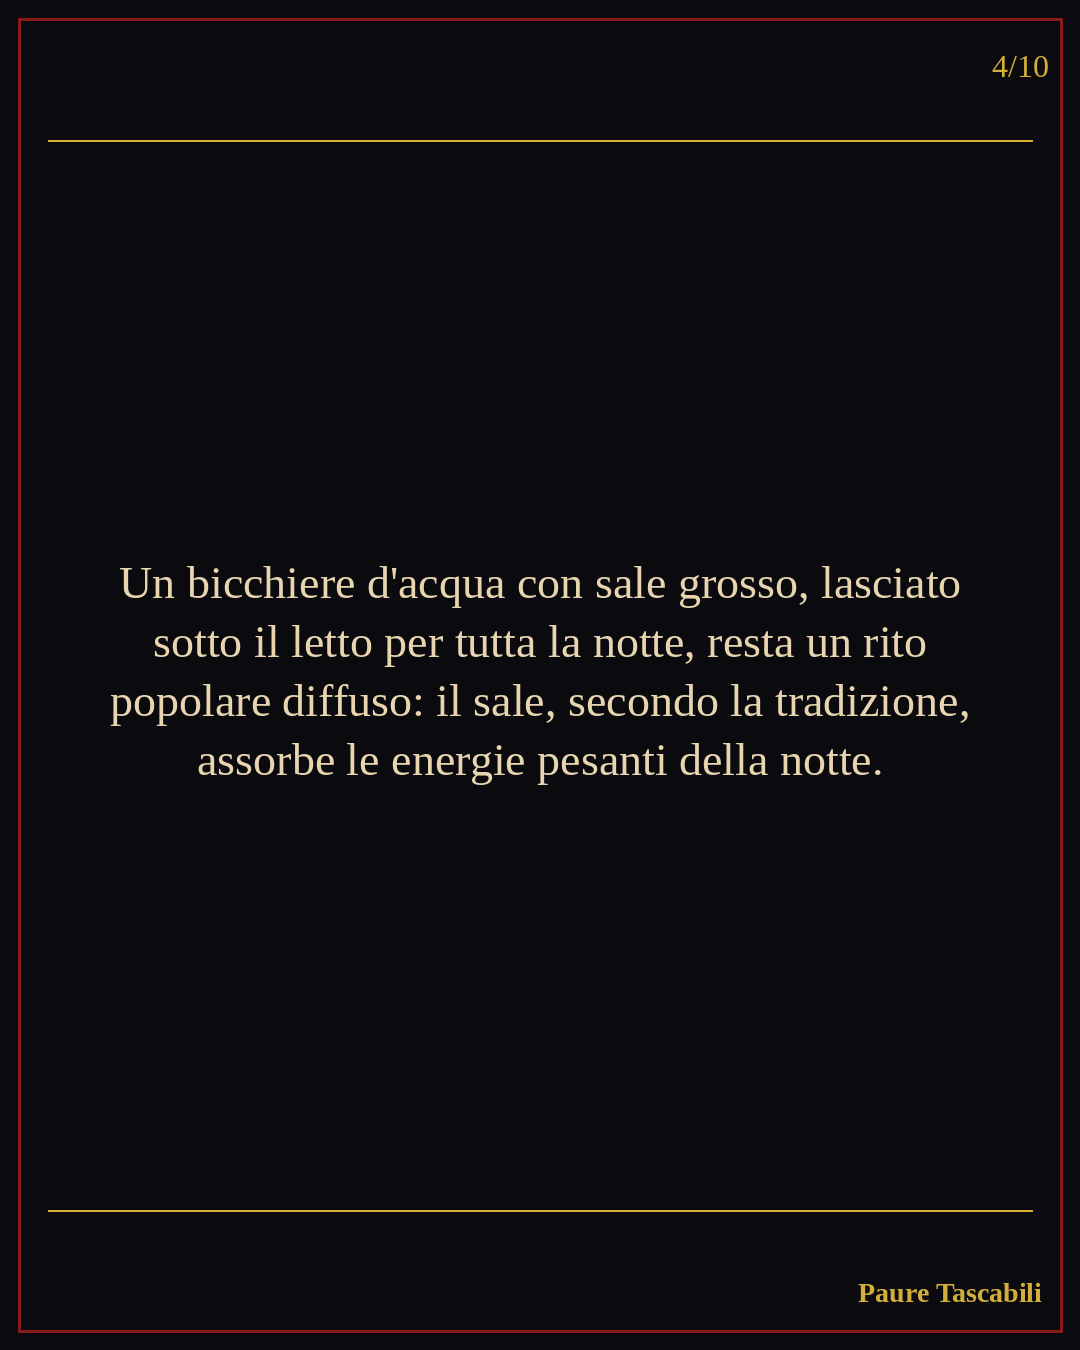 4/10
Un bicchiere d'acqua con sale grosso, lasciato
sotto il letto per tutta la notte, resta un rito
popolare diffuso: il sale, secondo la tradizione,
assorbe le energie pesanti della notte.
Paure Tascabili